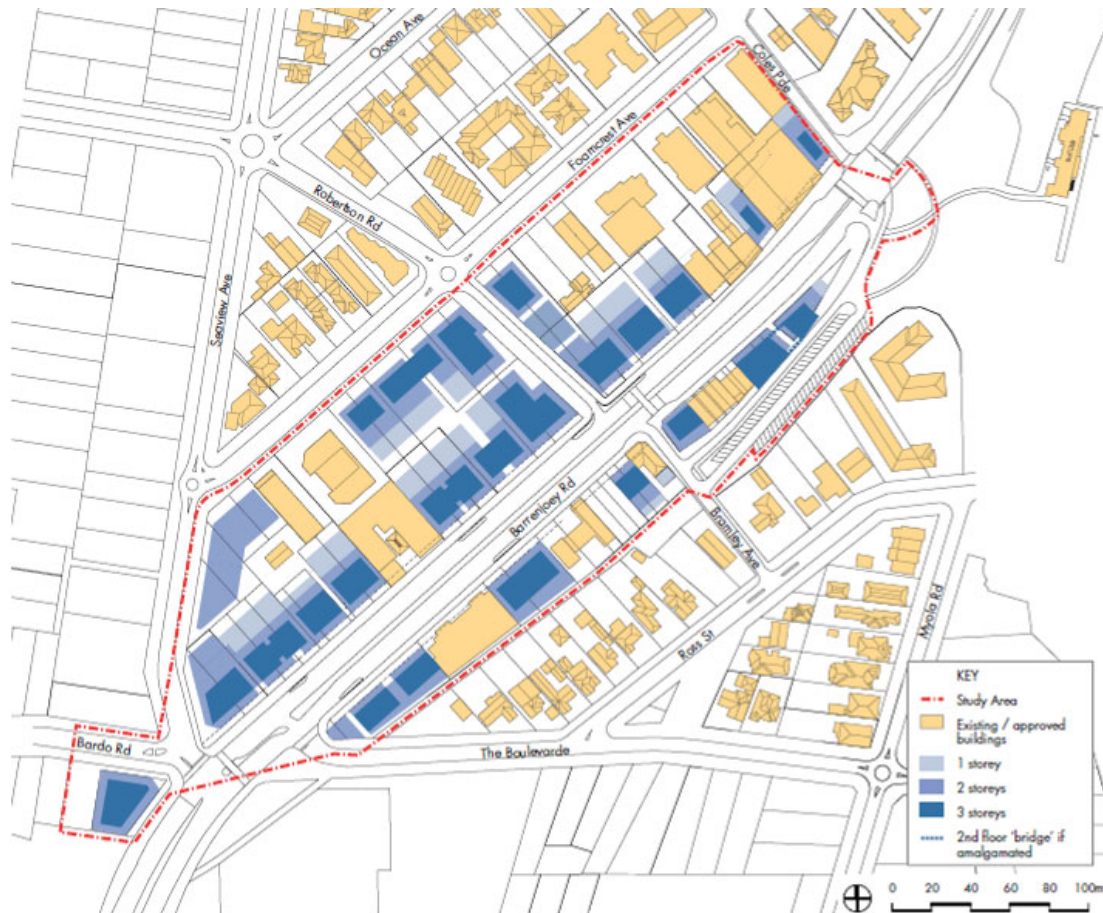 Ocean Ave
Coles Pde
Foamcrest Ave
Robertson Rd
Seaview Ave
Barrenjoey Rd
Bramley Ave
Ross St
Myola Rd
The Boulevarde
Bardo Rd
KEY
Study Area
Existing / approved
buildings
1 storey
2 storeys
3 storeys
2nd floor 'bridge' if
amalgamated
0 20 40 60 80 100m